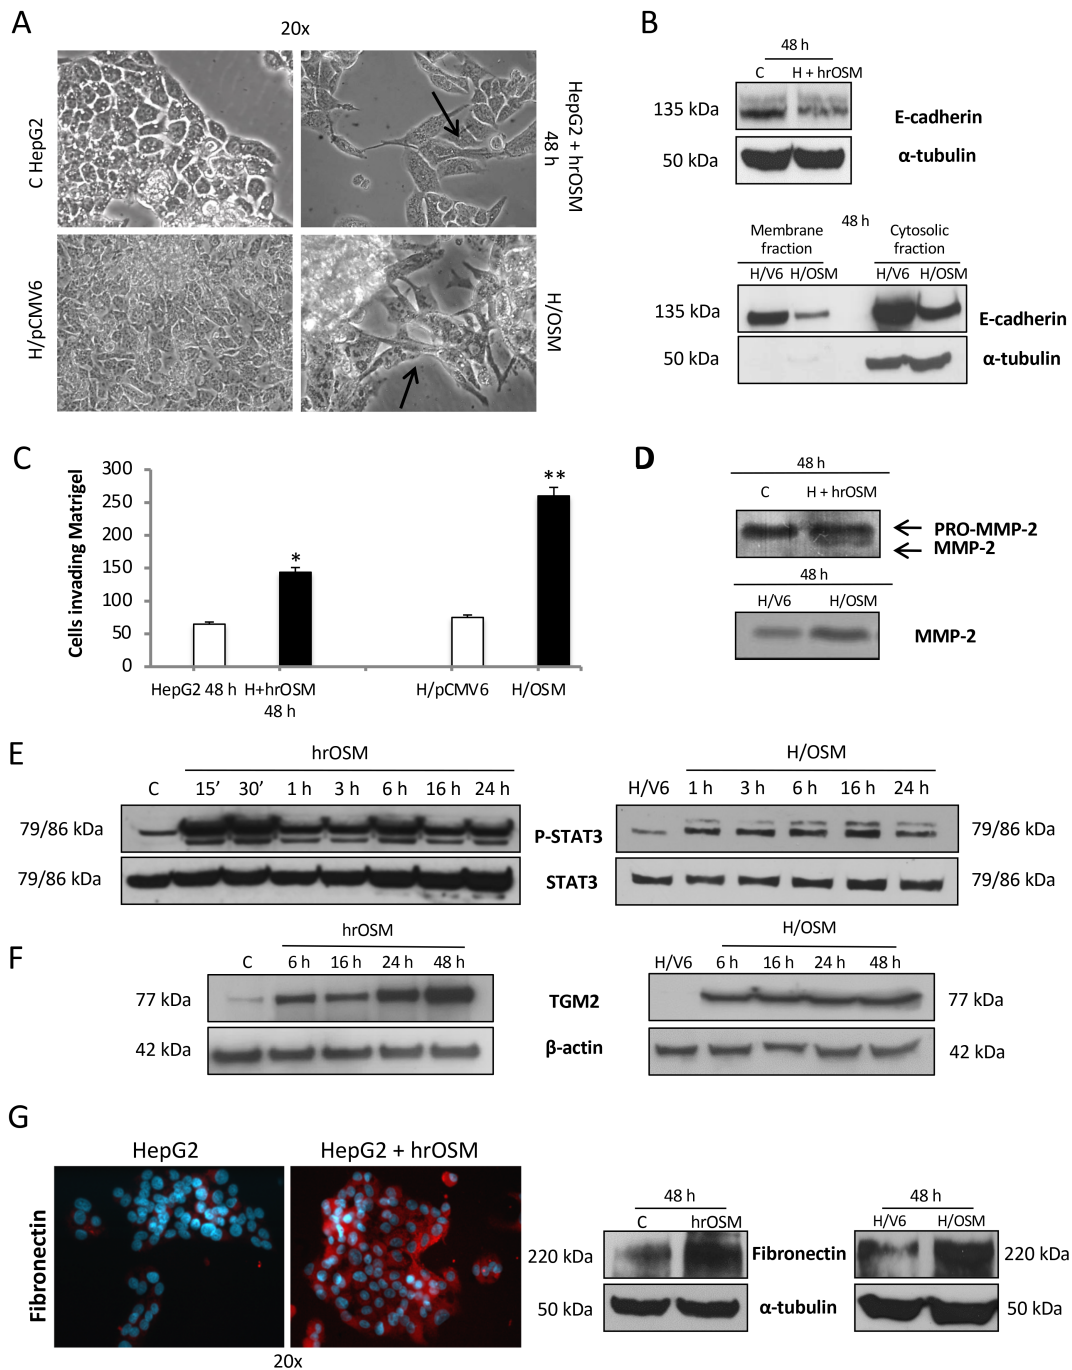 A
20x
C HepG2
HepG2 + hrOSM
48 h
H/pCMV6
H/OSM
B
48 h
C H + hrOSM
135 kDa
E-cadherin
50 kDa
α-tubulin
48 h
Membrane fraction
Cytosolic fraction
H/V6 H/OSM H/V6 H/OSM
135 kDa
E-cadherin
50 kDa
α-tubulin
C
Cells invading Matrigel
300
250
200
150
100
50
0
*
**
HepG2 48 h
H+hrOSM
48 h
H/pCMV6
H/OSM
D
48 h
C H + hrOSM
PRO-MMP-2
MMP-2
48 h
H/V6 H/OSM
MMP-2
E
hrOSM
C 15’ 30’ 1 h 3 h 6 h 16 h 24 h
79/86 kDa
79/86 kDa
P-STAT3
STAT3
H/OSM
H/V6 1 h 3 h 6 h 16 h 24 h
79/86 kDa
79/86 kDa
F
hrOSM
C 6 h 16 h 24 h 48 h
77 kDa
42 kDa
TGM2
β-actin
H/OSM
H/V6 6 h 16 h 24 h 48 h
77 kDa
42 kDa
G
HepG2
HepG2 + hrOSM
Fibronectin
20x
48 h
C hrOSM
220 kDa
50 kDa
Fibronectin
α-tubulin
48 h
H/V6 H/OSM
220 kDa
50 kDa